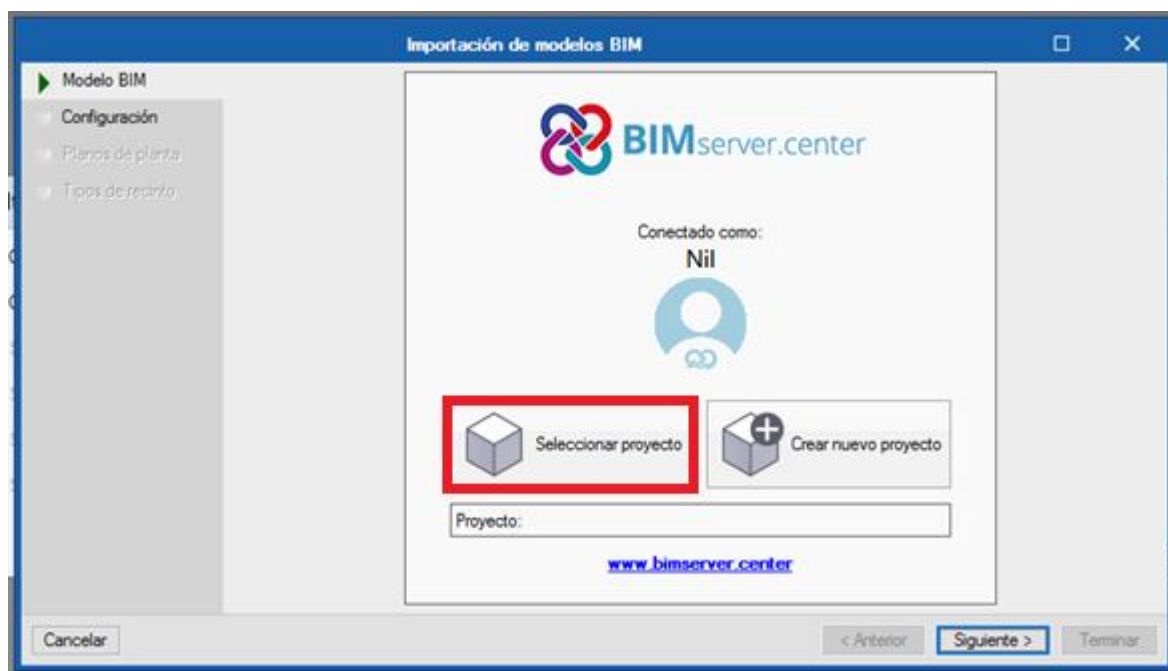 Importación de modelos BIM
Modelo BIM
Configuración
Planos de planta
Tipos de recinto
BIMserver.center
Conectado como:
Nil
Seleccionar proyecto
Crear nuevo proyecto
Proyecto:
www.bimserver.center
Cancelar
< Anterior
Siguiente >
Terminar